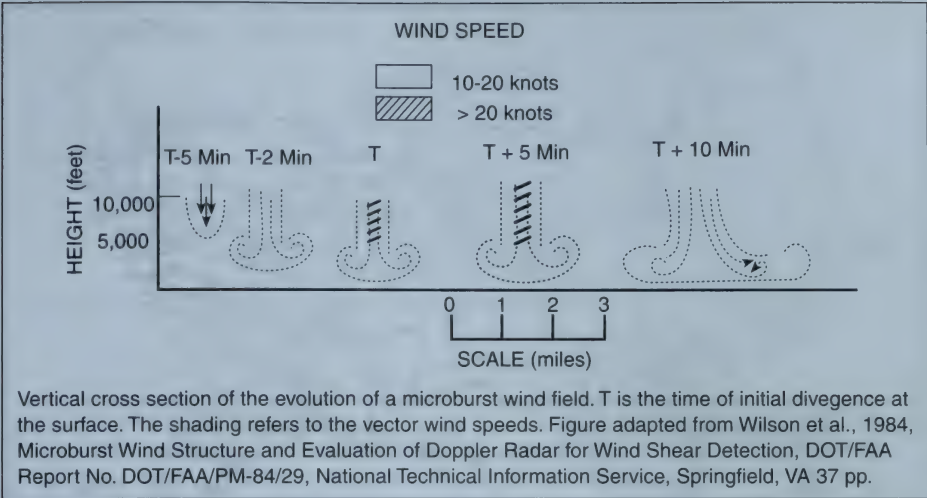 WIND SPEED
10-20 knots
> 20 knots
HEIGHT (feet)
T-5 Min T-2 Min T T + 5 Min T + 10 Min
10,000
5,000
0 1 2 3
SCALE (miles)
Vertical cross section of the evolution of a microburst wind field. T is the time of initial divegence at
the surface. The shading refers to the vector wind speeds. Figure adapted from Wilson et al., 1984,
Microburst Wind Structure and Evaluation of Doppler Radar for Wind Shear Detection, DOT/FAA
Report No. DOT/FAA/PM-84/29, National Technical Information Service, Springfield, VA 37 pp.